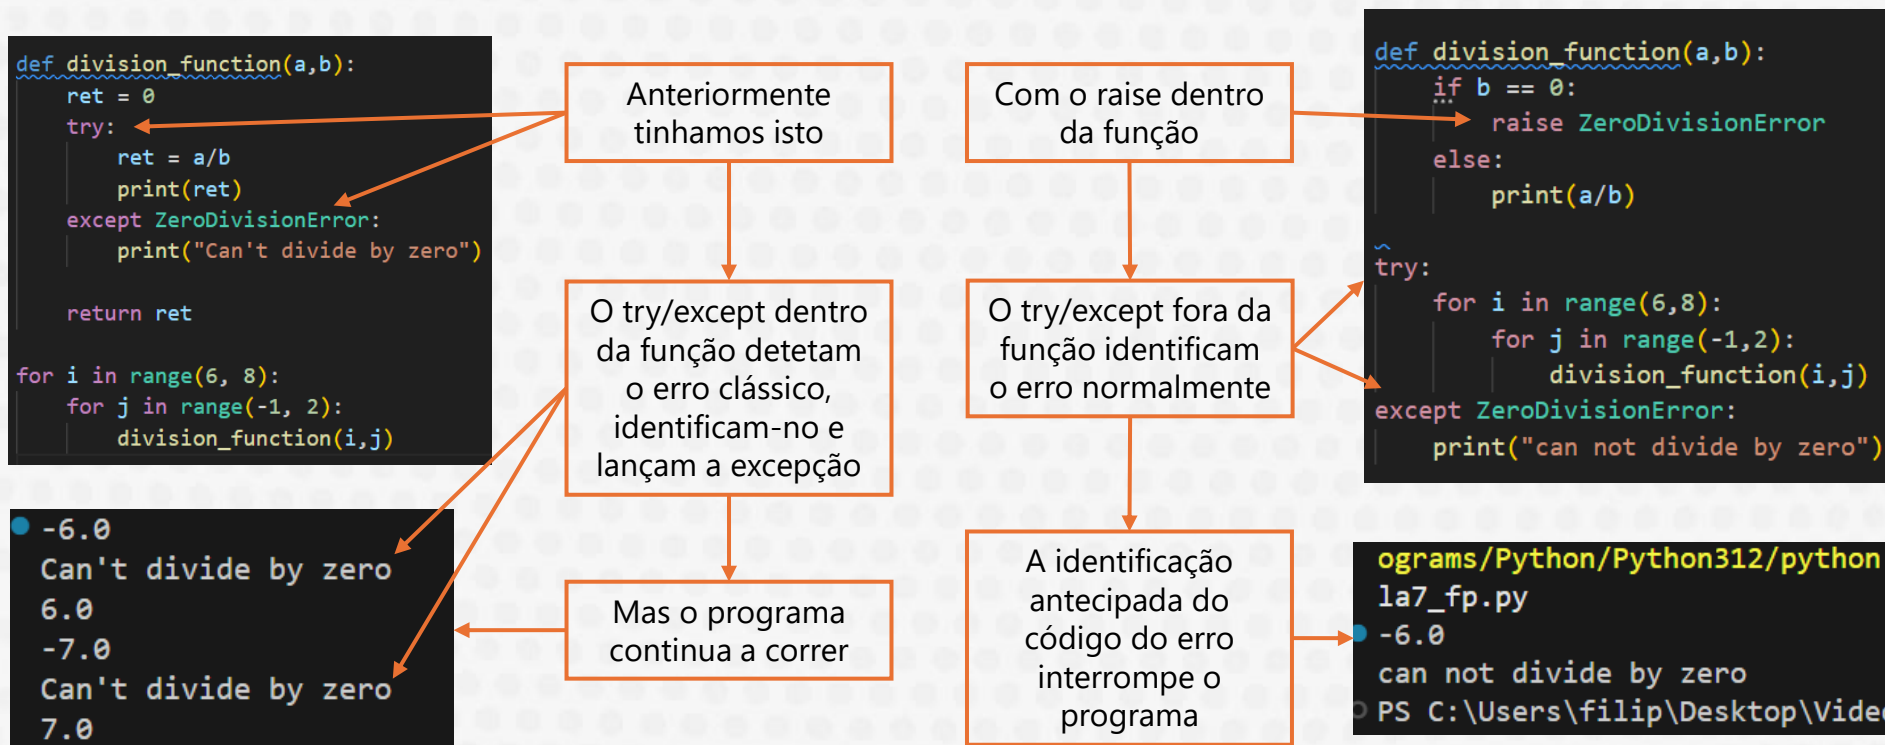 def division_function(a,b):
    ret = 0
    try:
        ret = a/b
        print(ret)
    except ZeroDivisionError:
        print("Can't divide by zero")
    return ret
for i in range(6, 8):
    for j in range(-1, 2):
        division_function(i,j)
-6.0
Can't divide by zero
6.0
-7.0
Can't divide by zero
7.0
Anteriormente
tinhamos isto
O try/except dentro
da função detetam
o erro clássico,
identificam-no e
lançam a excepção
Mas o programa
continua a correr
Com o raise dentro
da função
O try/except fora da
função identificam
o erro normalmente
A identificação
antecipada do
código do erro
interrompe o
programa
def division_function(a,b):
    if b == 0:
        raise ZeroDivisionError
    else:
        print(a/b)
try:
    for i in range(6,8):
        for j in range(-1,2):
            division_function(i,j)
except ZeroDivisionError:
    print("can not divide by zero")
ograms/Python/Python312/python
la7_fp.py
-6.0
can not divide by zero
PS C:\Users\filip\Desktop\Video